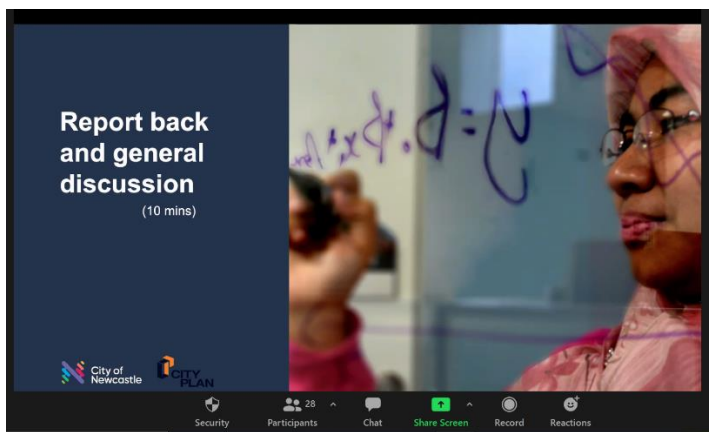 Report back
and general
discussion
(10 mins)
City of
Newcastle
CITY
PLAN
Security
Participants
28
Chat
Share Screen
Record
Reactions